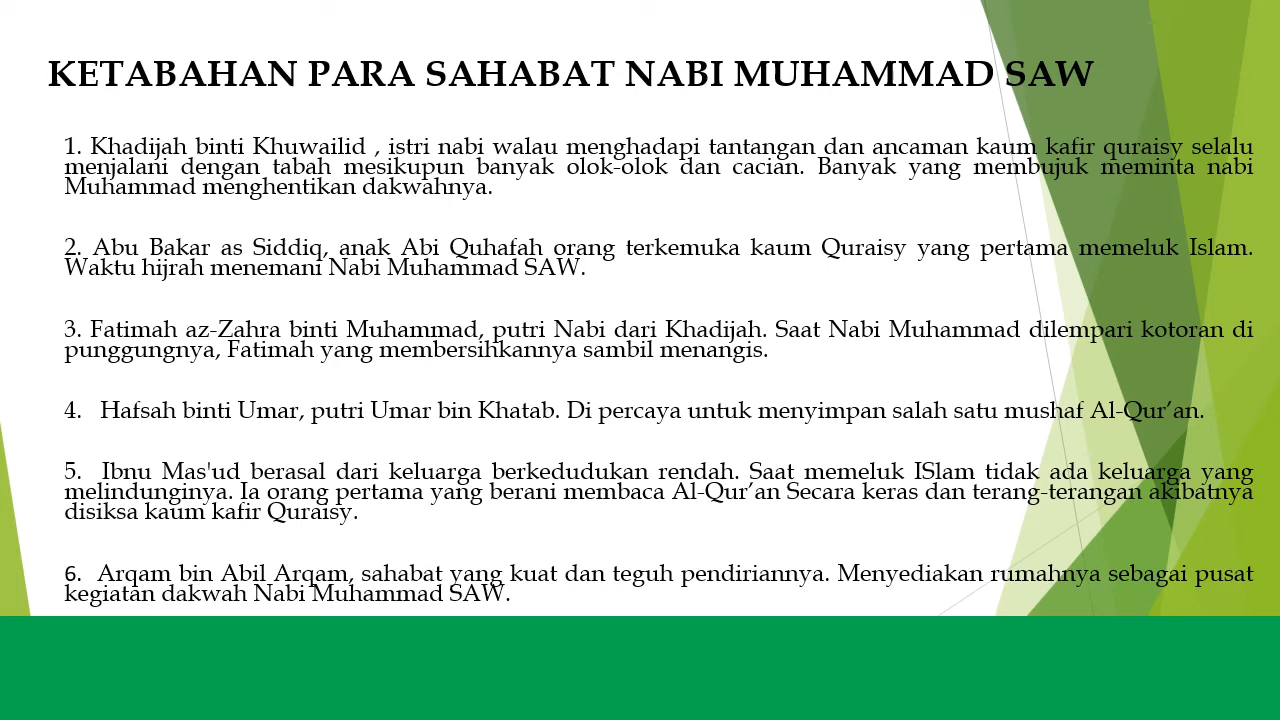 KETABAHAN PARA SAHABAT NABI MUHAMMAD SAW
1. Khadijah binti Khuwailid , istri nabi walau menghadapi tantangan dan ancaman kaum kafir quraisy selalu
menjalani dengan tabah mesikupun banyak olok-olok dan cacian. Banyak yang membujuk meminta nabi
Muhammad menghentikan dakwahnya.
2. Abu Bakar as Siddiq, anak Abi Quhafah orang terkemuka kaum Quraisy yang pertama memeluk Islam.
Waktu hijrah menemani Nabi Muhammad SAW.
3. Fatimah az-Zahra binti Muhammad, putri Nabi dari Khadijah. Saat Nabi Muhammad dilempari kotoran di
punggungnya, Fatimah yang membersihkannya sambil menangis.
4. Hafsah binti Umar, putri Umar bin Khatab. Di percaya untuk menyimpan salah satu mushaf Al-Qur’an.
5. Ibnu Mas'ud berasal dari keluarga berkedudukan rendah. Saat memeluk ISlam tidak ada keluarga yang
melindunginya. Ia orang pertama yang berani membaca Al-Qur’an Secara keras dan terang-terangan akibatnya
disiksa kaum kafir Quraisy.
6. Arqam bin Abil Arqam, sahabat yang kuat dan teguh pendiriannya. Menyediakan rumahnya sebagai pusat
kegiatan dakwah Nabi Muhammad SAW.